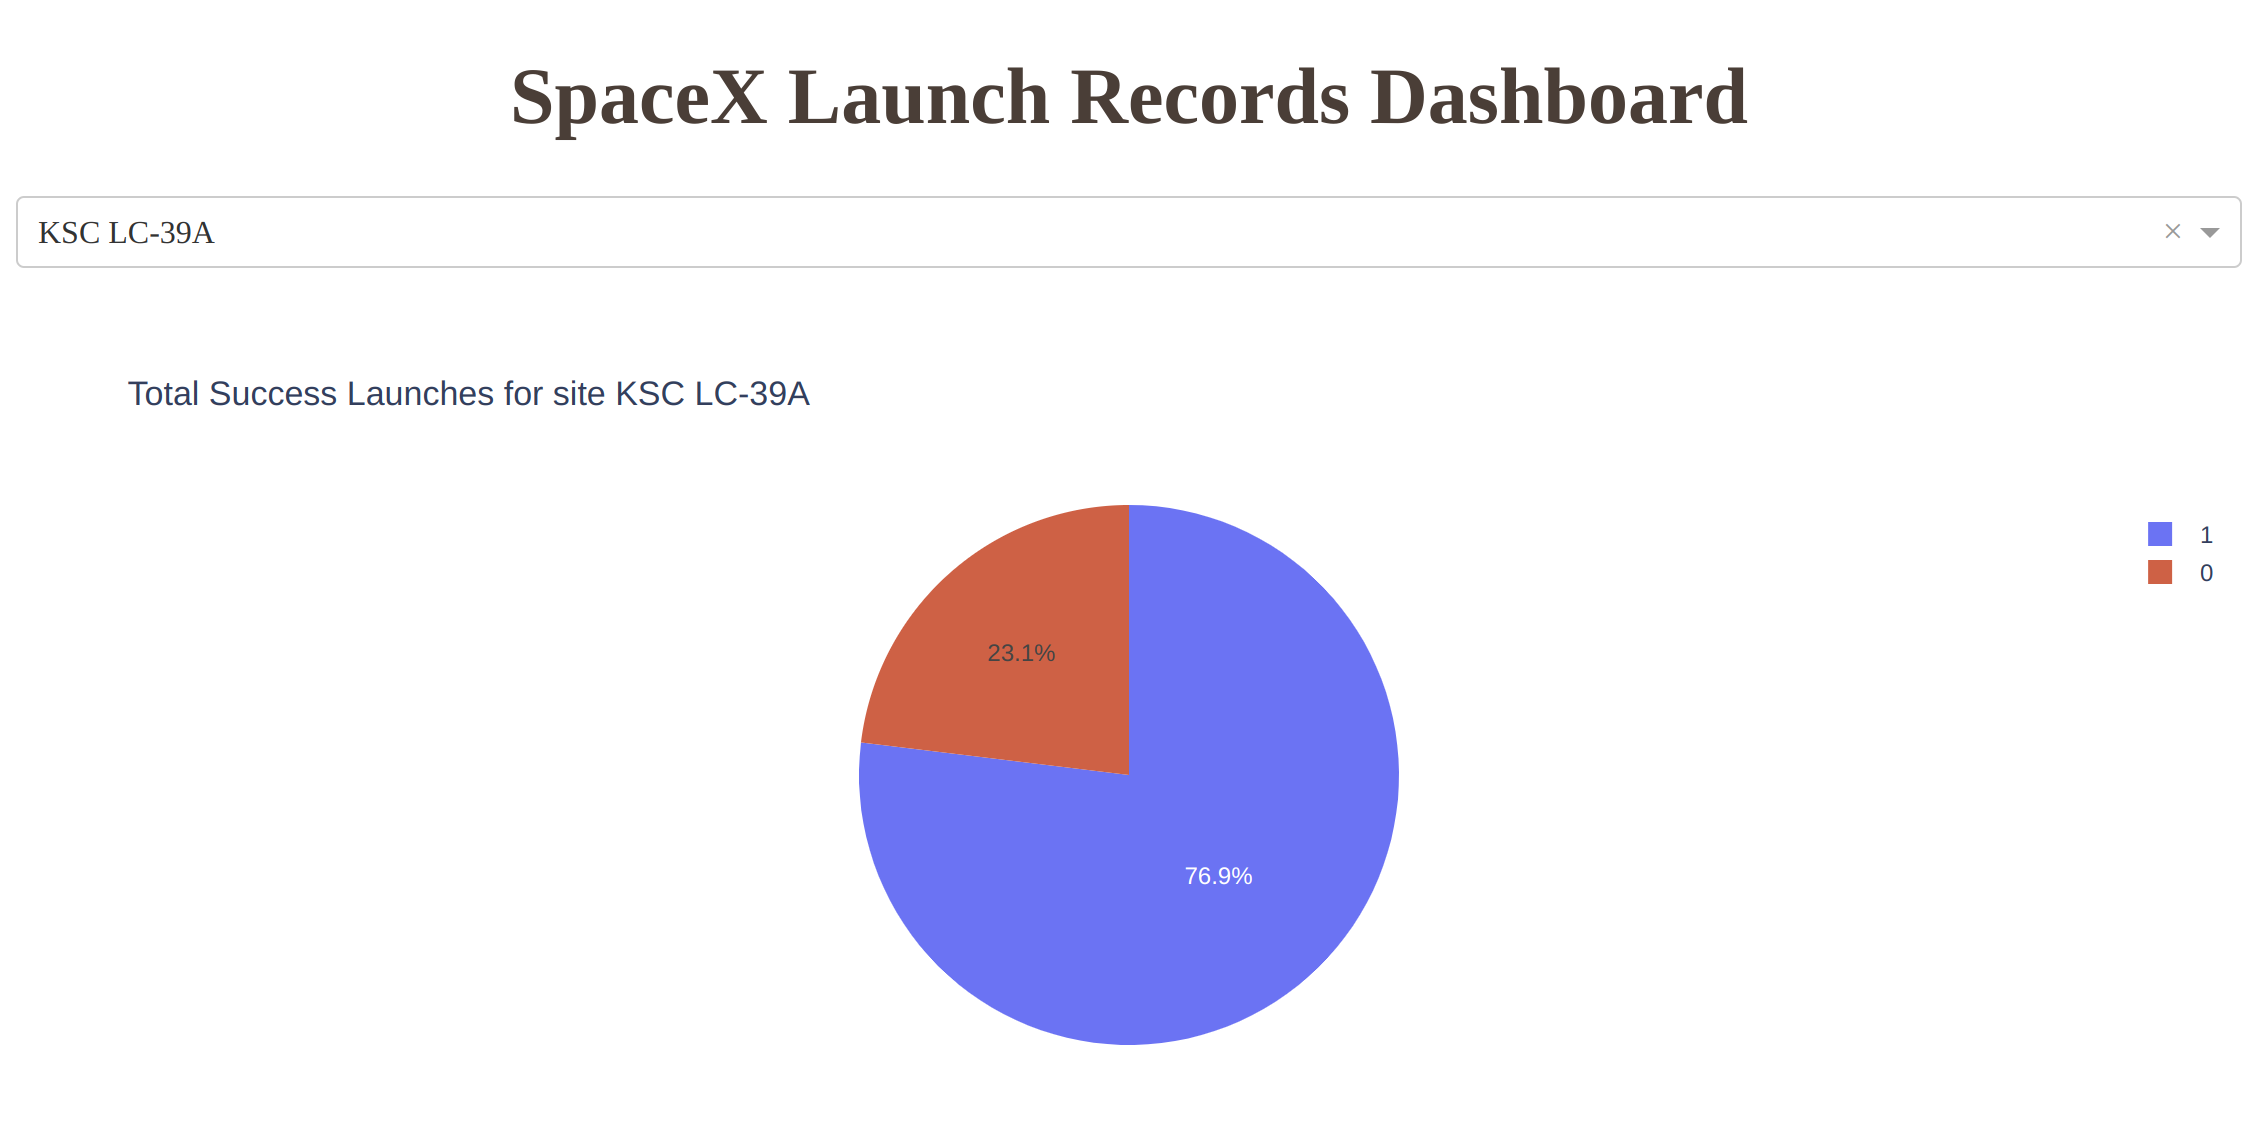 SpaceX Launch Records Dashboard
KSC LC-39A
Total Success Launches for site KSC LC-39A
1
0
23.1%
76.9%